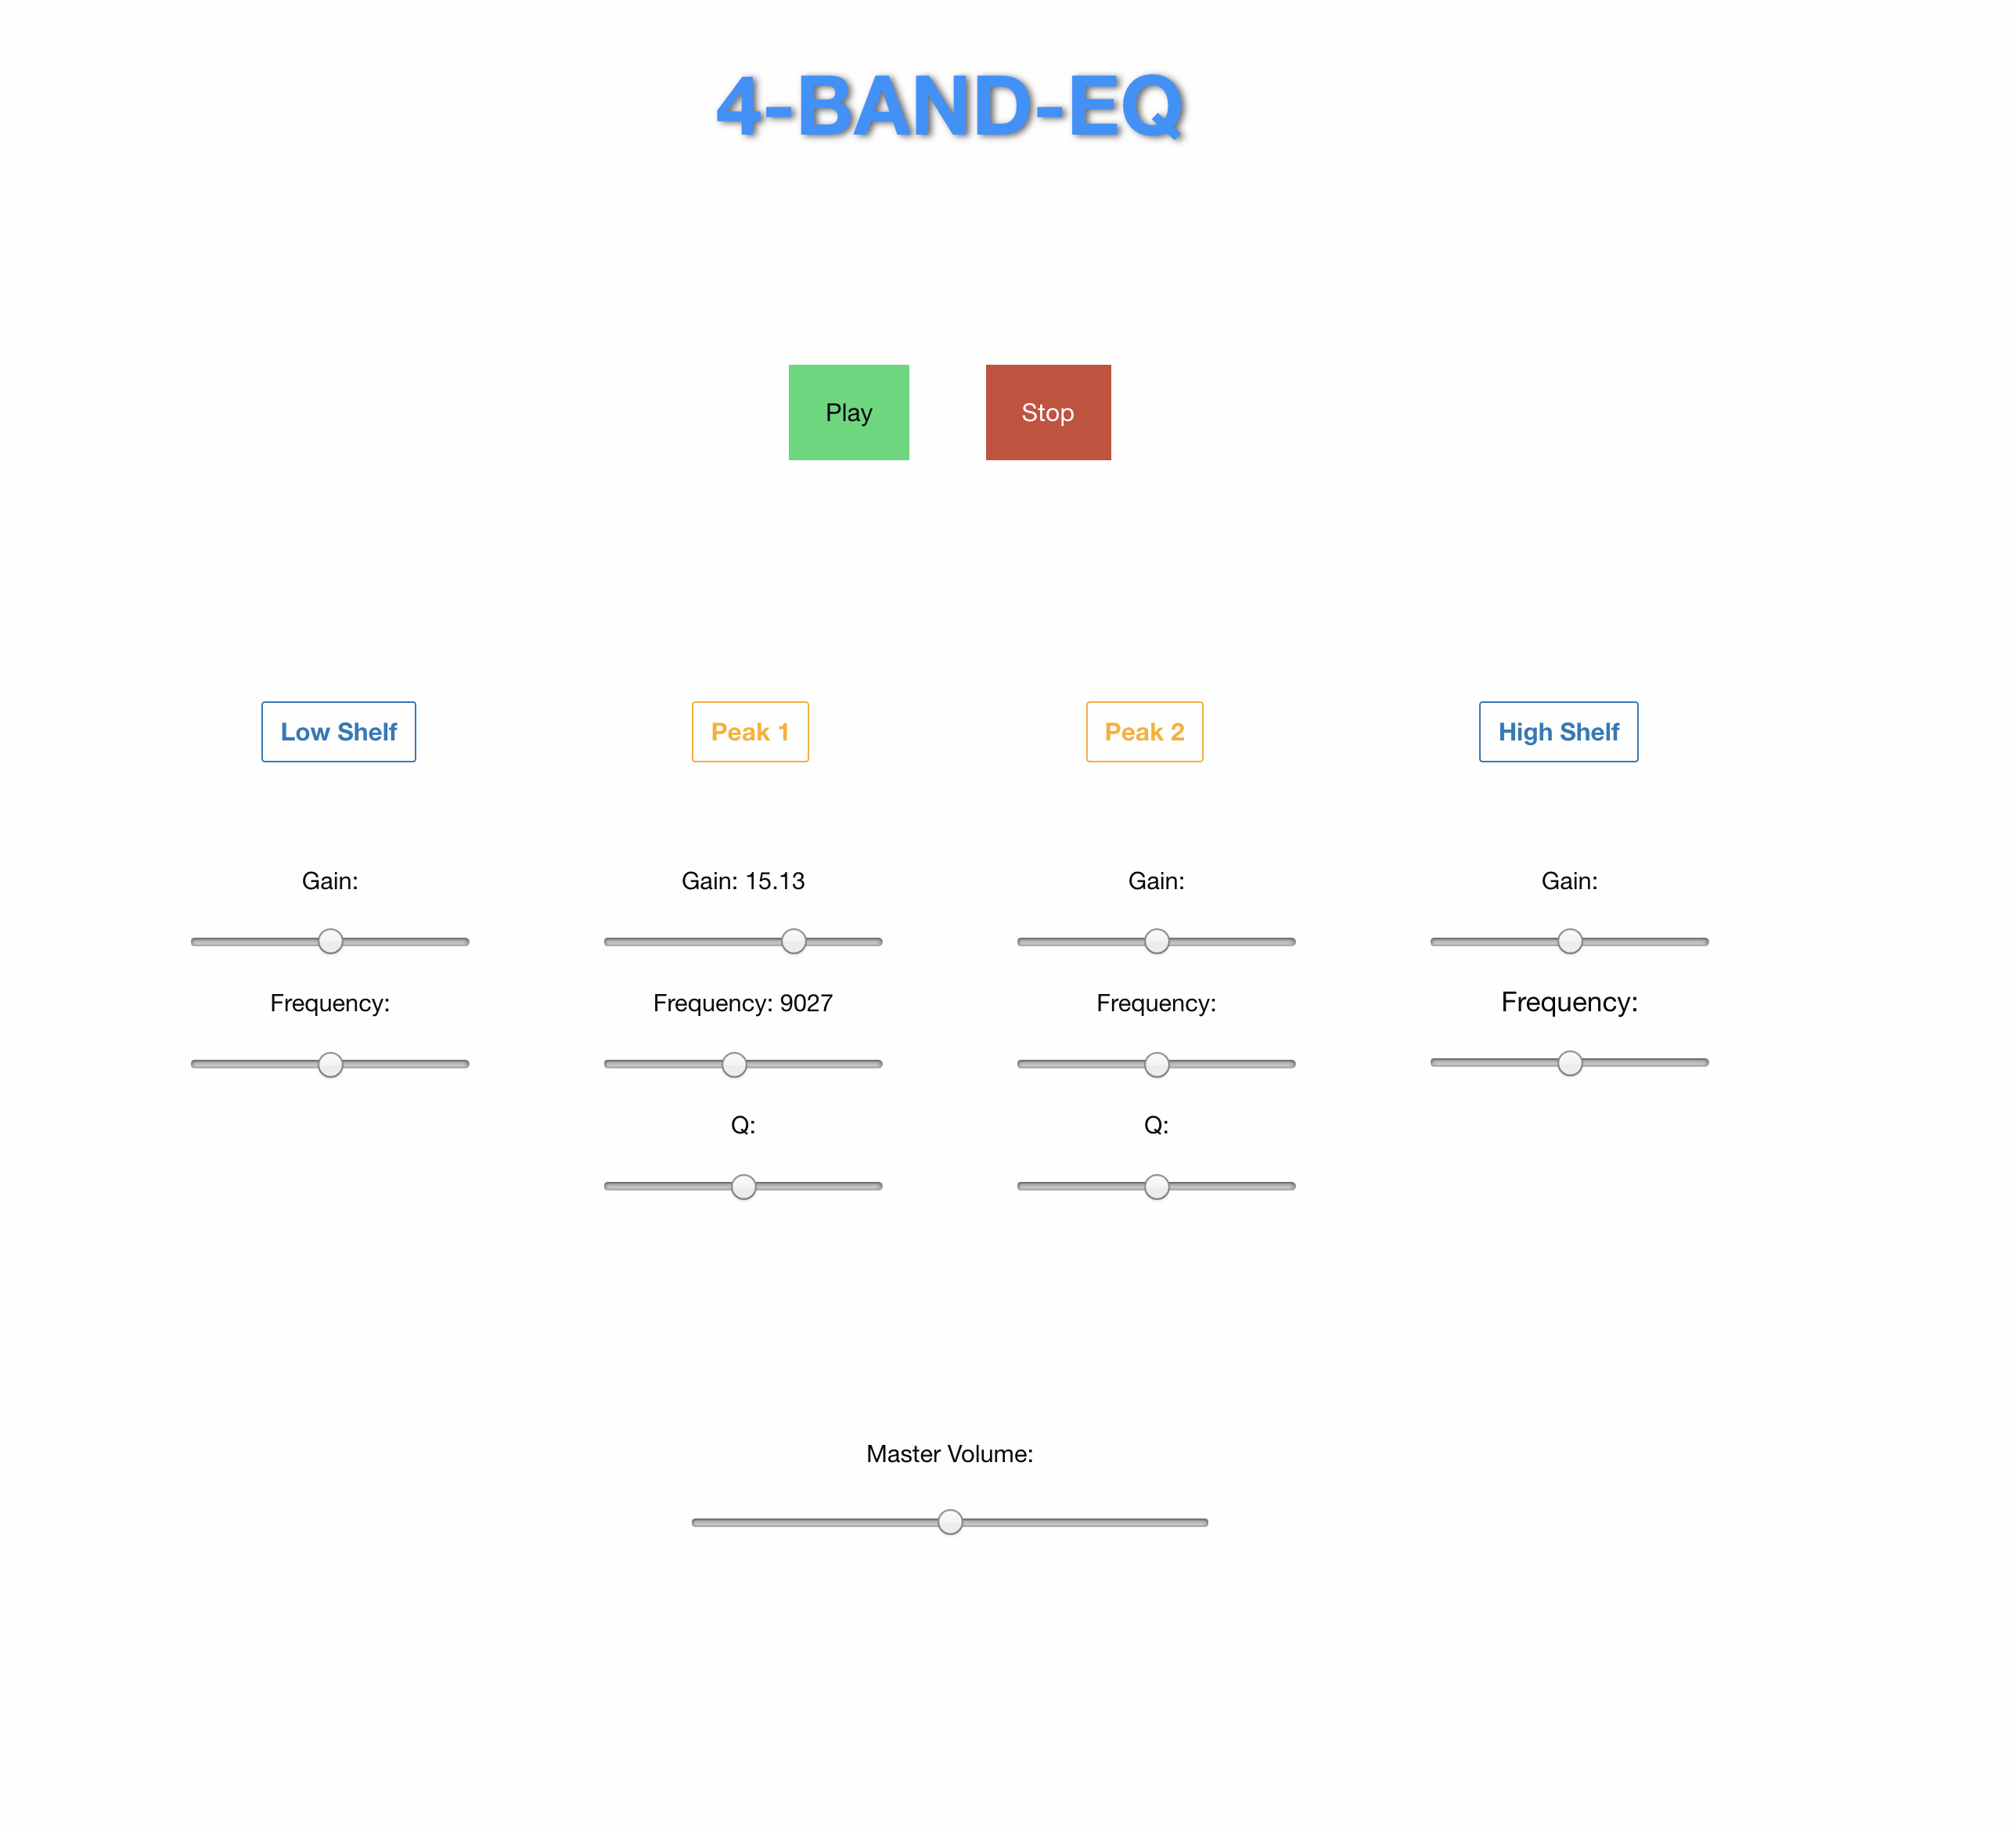 4-BAND-EQ
Play
Stop
Low Shelf
Peak 1
Peak 2
High Shelf
Gain:
Gain: 15.13
Gain:
Gain:
Frequency:
Frequency: 9027
Frequency:
Frequency:
Q:
Q:
Master Volume: